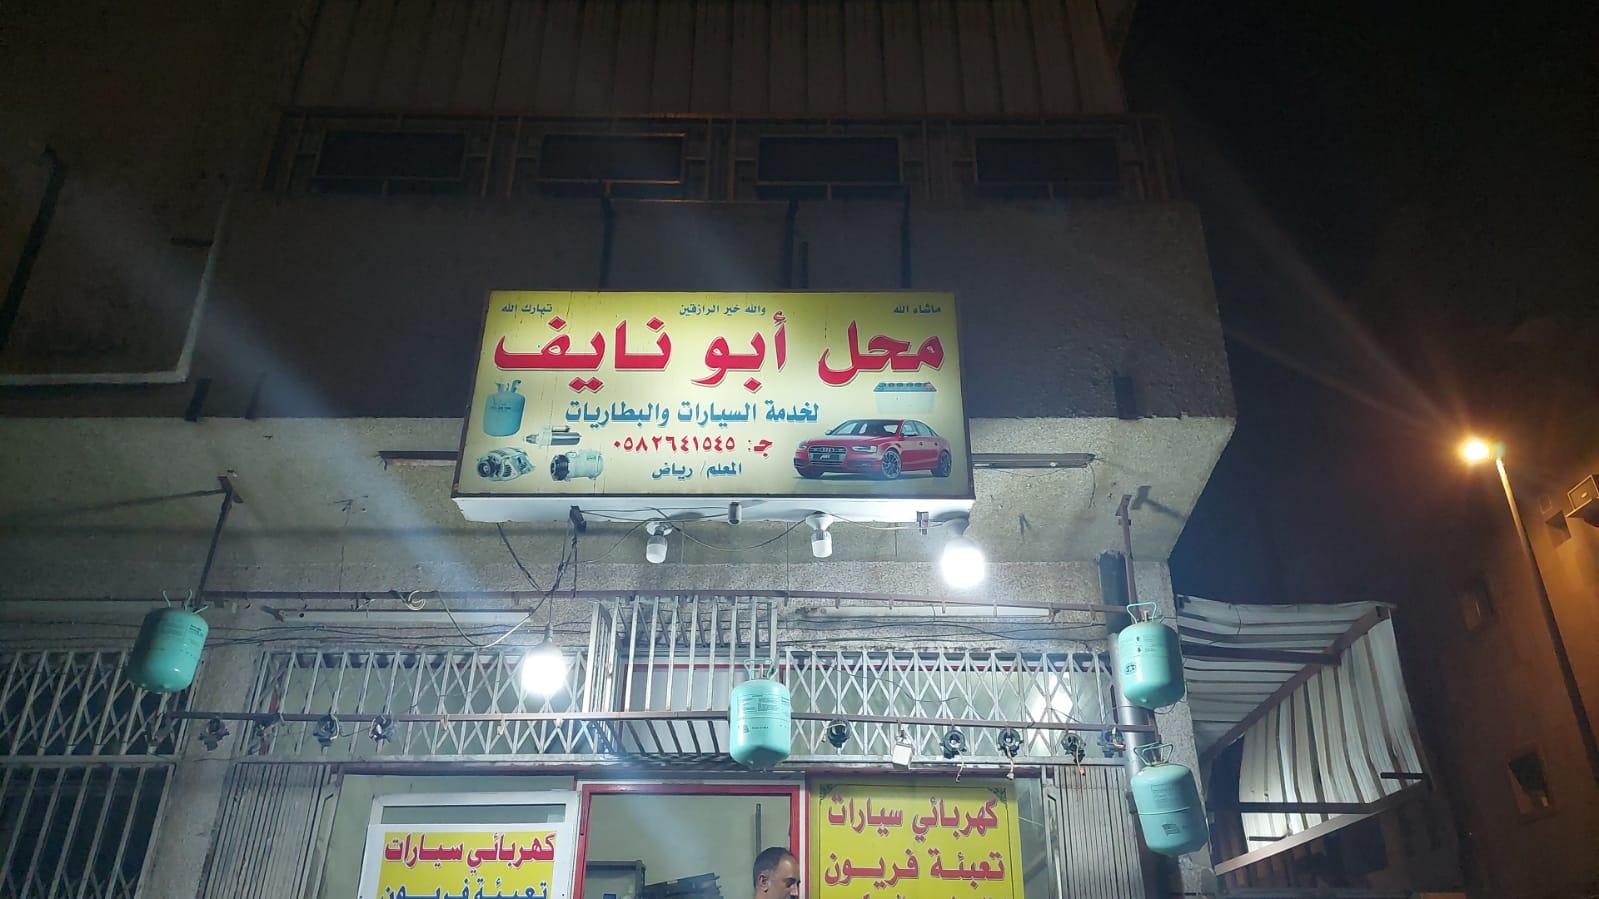 ماشاء الله والله خير الرازقين تبارك الله
محل أبو نايف
لخدمة السيارات والبطاريات
جـ: ٠٥٨٢٦٤١٥٤٥
المعلم/ رياض
كهربائي سيارات
تعبئة فريون
كهربائي سيارات
تعبئة فريون